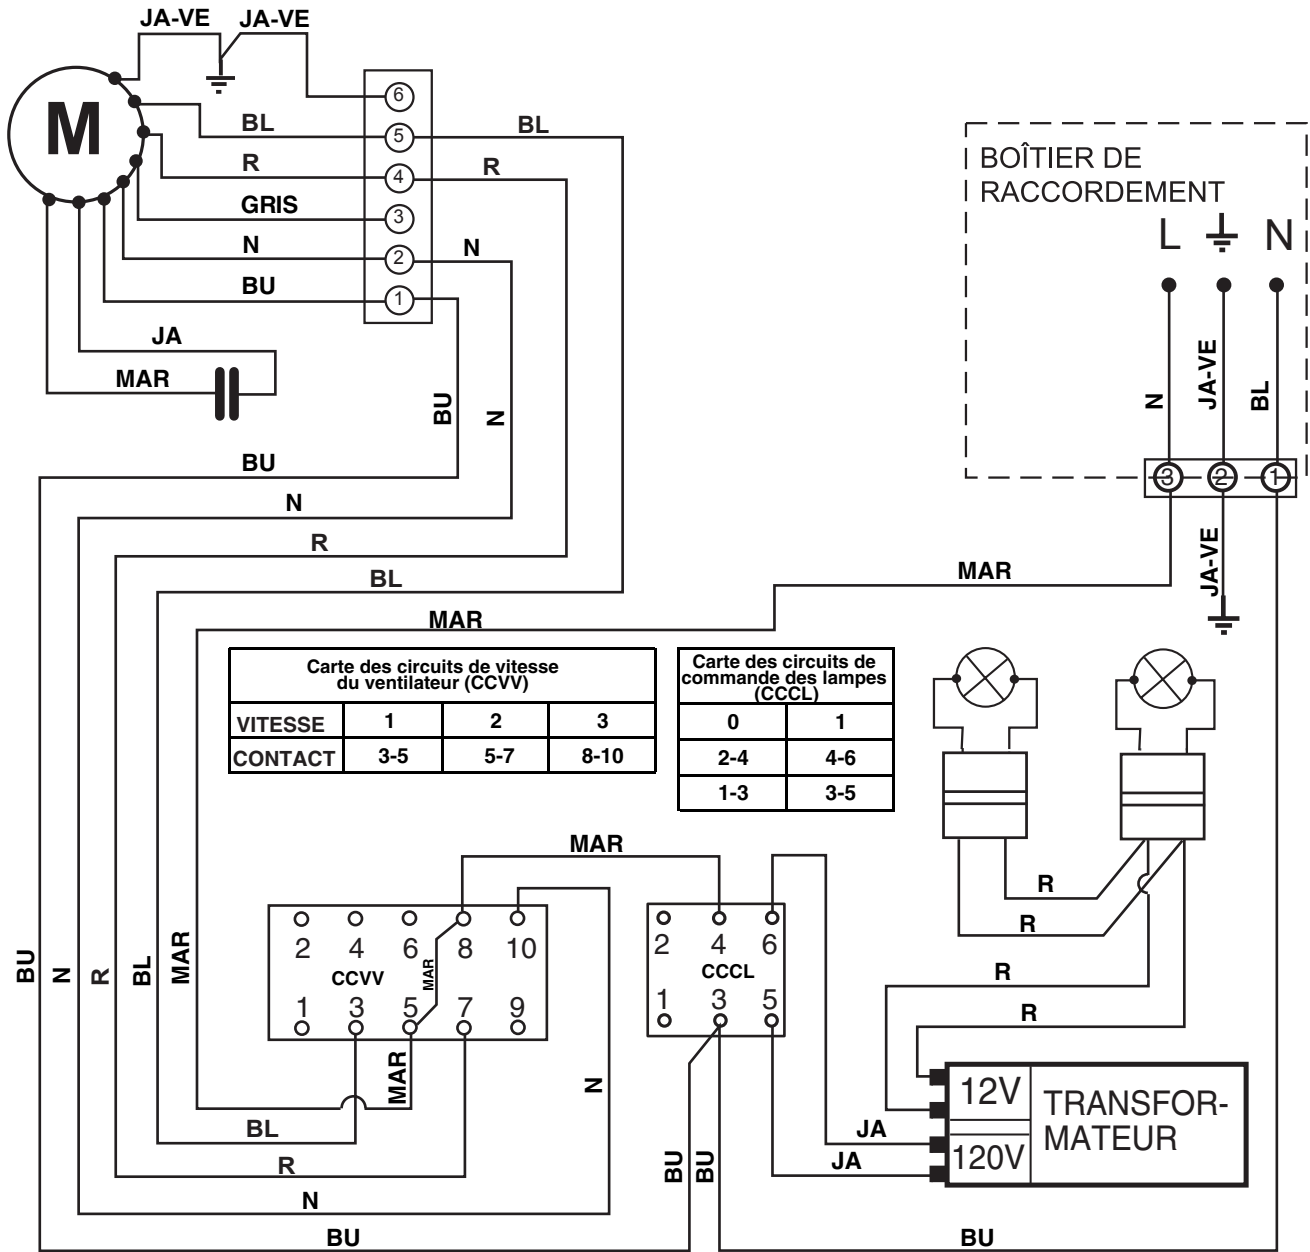 JA-VE JA-VE
M
6
BL 5 BL
R 4 R
GRIS 3
N 2 N
BU 1
JA
MAR
BU
N
BU
N
R
BL
MAR
MAR
BOÎTIER DE
RACCORDEMENT
L N
N
JA-VE
BL
3 2 1
JA-VE
Carte des circuits de vitesse
du ventilateur (CCVV)
VITESSE 1 2 3
CONTACT 3-5 5-7 8-10
Carte des circuits de
commande des lampes
(CCCL)
0 1
2-4 4-6
1-3 3-5
MAR
BU
N
R
BL
MAR
2 4 6 8 10
CCVV
MAR
1 3 5 7 9
MAR
N
2 4 6
CCCL
1 3 5
R
R
R
R
12V
120V
TRANSFOR-
MATEUR
JA
JA
BU
BU
BL
R
N
BU
BU